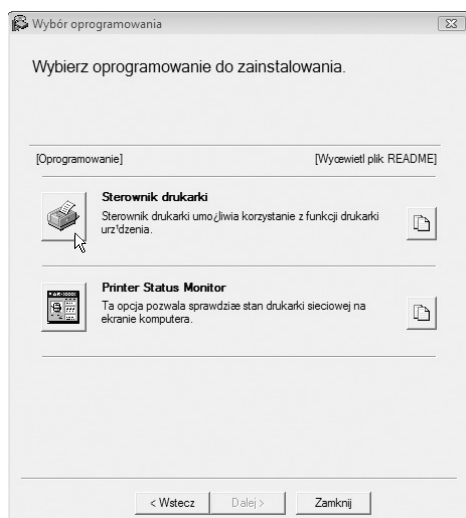 Wybór oprogramowania
Wybierz oprogramowanie do zainstalowania.
[Oprogramowanie] [Wyœwietl plik README]
Sterownik drukarki
Sterownik drukarki umo¿liwia korzystanie z funkcji drukarki
urz¹dzenia.
Printer Status Monitor
Ta opcja pozwala sprawdziæ stan drukarki sieciowej na
ekranie komputera.
< Wstecz Dalej > Zamknij